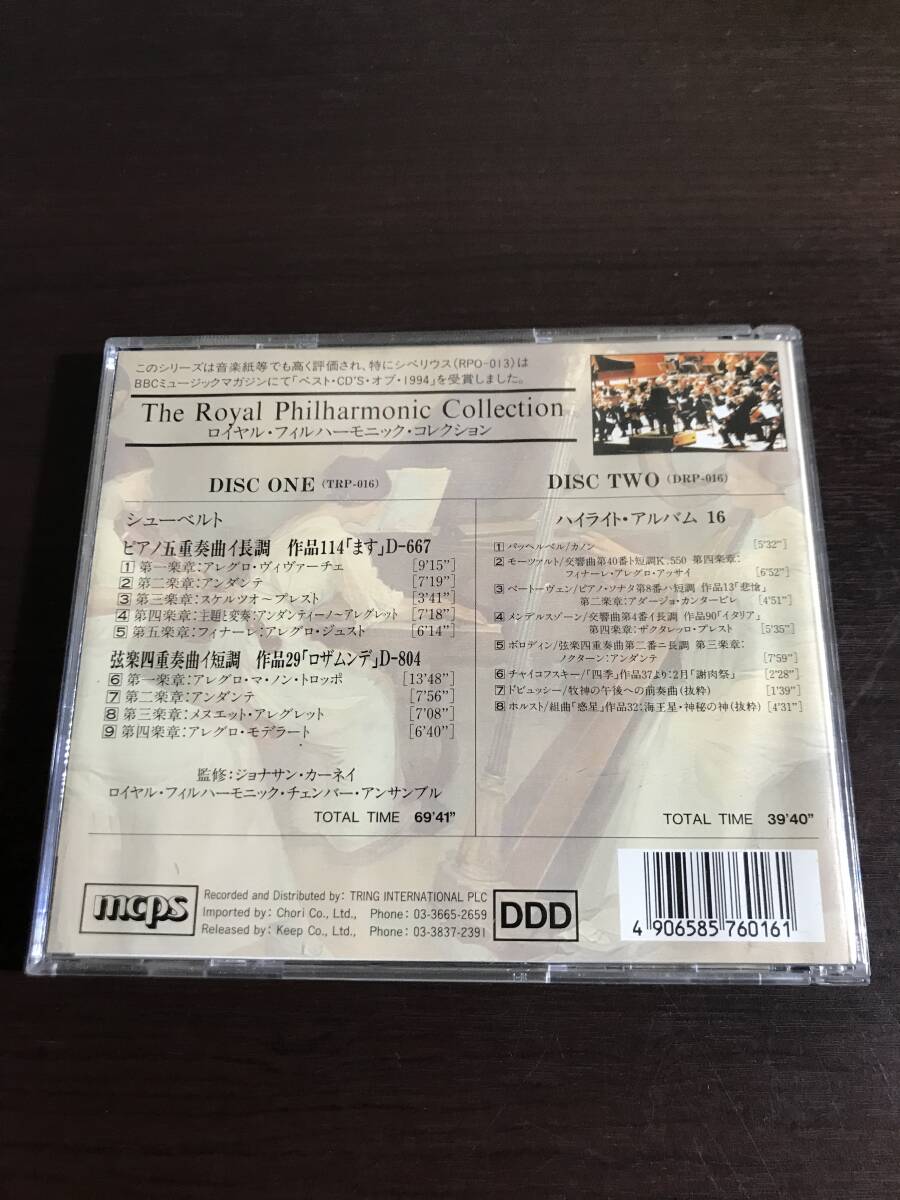 このシリーズは音楽紙等でも高く評価され、特にシベリウス(RPO-013)は
BBCミュージックマガジンにて「ベスト・CD'S・オブ・1994」を受賞しました。
The Royal Philharmonic Collection
ロイヤル・フィルハーモニック・コレクション
DISC ONE (TRP-016)
シューベルト
ピアノ五重奏曲イ長調 作品114「ます」D-667
1 第一楽章:アレグロ・ヴィヴァーチェ [9'15"]
2 第二楽章:アンダンテ [7'19"]
3 第三楽章:スケルツオ〜プレスト [3'41"]
4 第四楽章:主題と変奏:アンダンティーノ〜アレグレット [7'18"]
5 第五楽章:フィナーレ:アレグロ・ジュスト [6'14"]
弦楽四重奏曲イ短調 作品29「ロザムンデ」D-804
6 第一楽章:アレグロ・マ・ノン・トロッポ [13'48"]
7 第二楽章:アンダンテ [7'56"]
8 第三楽章:メヌエット・アレグレット [7'08"]
9 第四楽章:アレグロ・モデラート [6'40"]
監修:ジョナサン・カーネイ
ロイヤル・フィルハーモニック・チェンバー・アンサンブル
TOTAL TIME 69'41"
DISC TWO (DRP-016)
ハイライト・アルバム 16
1 パッヘルベル/カノン [5'32"]
2 モーツァルト/交響曲第40番ト短調K.550 第四楽章:
フィナーレ・アレグロ・アッサイ [6'52"]
3 ベートーヴェン/ピアノ・ソナタ第8番ハ短調 作品13「悲愴」
第二楽章:アダージョ・カンタービレ [4'51"]
4 メンデルスゾーン/交響曲第4番イ長調 作品90「イタリア」
第四楽章:ザクタレッロ・プレスト [5'35"]
5 ボロディン/弦楽四重奏曲第二番ニ長調 第三楽章:
ノクターン:アンダンテ [7'59"]
6 チャイコフスキー/「四季」作品37より:2月「謝肉祭」 [2'28"]
7 ドビュッシー/牧神の午後への前奏曲(抜粋) [1'39"]
8 ホルスト/組曲「惑星」作品32:海王星・神秘の神(抜粋) [4'31"]
TOTAL TIME 39'40"
mcps
Recorded and Distributed by: TRING INTERNATIONAL PLC
Imported by: Chori Co., Ltd., Phone: 03-3665-2659
Released by: Keep Co., Ltd., Phone: 03-3837-2391
DDD
4 906585 760161